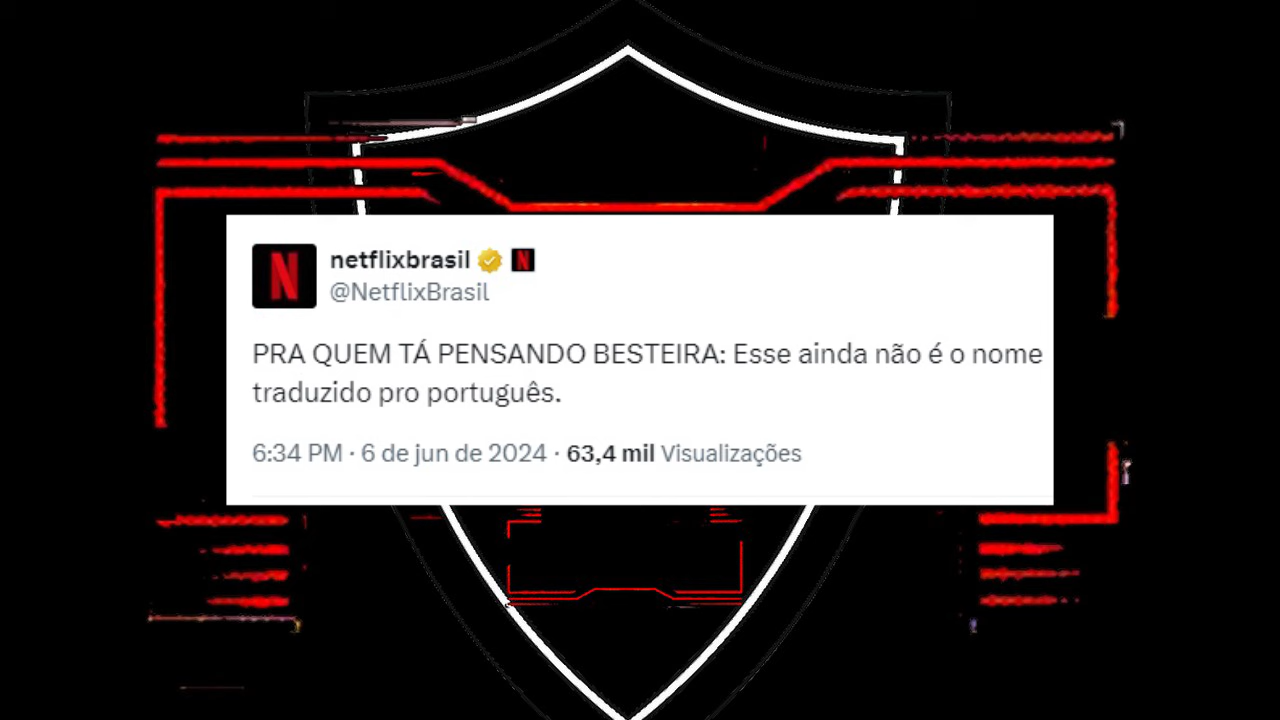 netflixbrasil
@NetflixBrasil
PRA QUEM TÁ PENSANDO BESTEIRA: Esse ainda não é o nome
traduzido pro português.
6:34 PM · 6 de jun de 2024 · 63,4 mil Visualizações